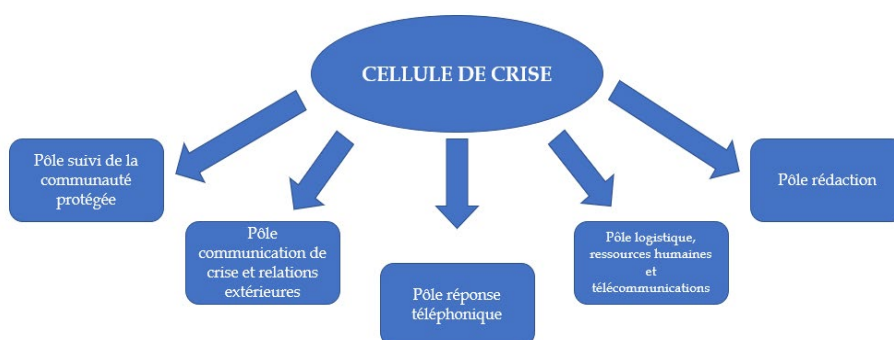 CELLULE DE CRISE
Pôle suivi de la
communauté
protégée
Pôle
communication de
crise et relations
extérieures
Pôle réponse
téléphonique
Pôle logistique,
ressources humaines
et
télécommunications
Pôle rédaction